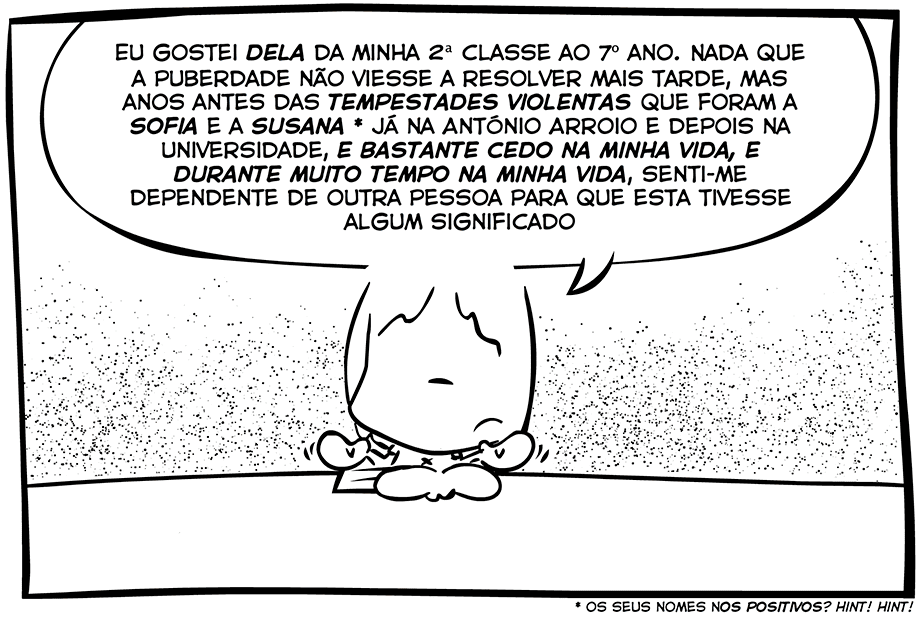 EU GOSTEI DELA DA MINHA 2ª CLASSE AO 7º ANO. NADA QUE
A PUBERDADE NÃO VIESSE A RESOLVER MAIS TARDE, MAS
ANOS ANTES DAS TEMPESTADES VIOLENTAS QUE FORAM A
SOFIA E A SUSANA * JÁ NA ANTÓNIO ARROIO E DEPOIS NA
UNIVERSIDADE, E BASTANTE CEDO NA MINHA VIDA, E
DURANTE MUITO TEMPO NA MINHA VIDA, SENTI-ME
DEPENDENTE DE OUTRA PESSOA PARA QUE ESTA TIVESSE
ALGUM SIGNIFICADO
* OS SEUS NOMES NOS POSITIVOS? HINT! HINT!